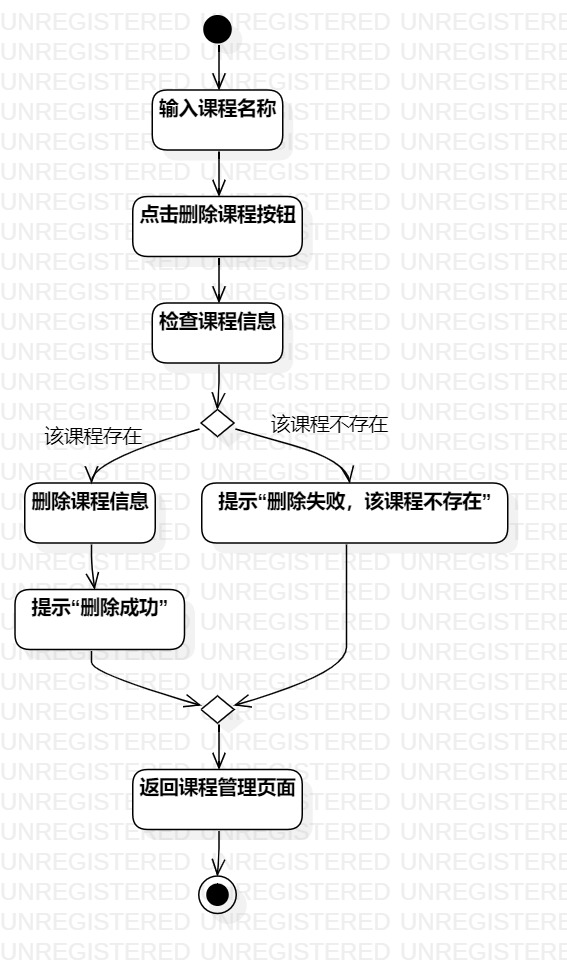 输入课程名称
点击删除课程按钮
检查课程信息
该课程存在
该课程不存在
删除课程信息
提示“删除失败，该课程不存在”
提示“删除成功”
返回课程管理页面